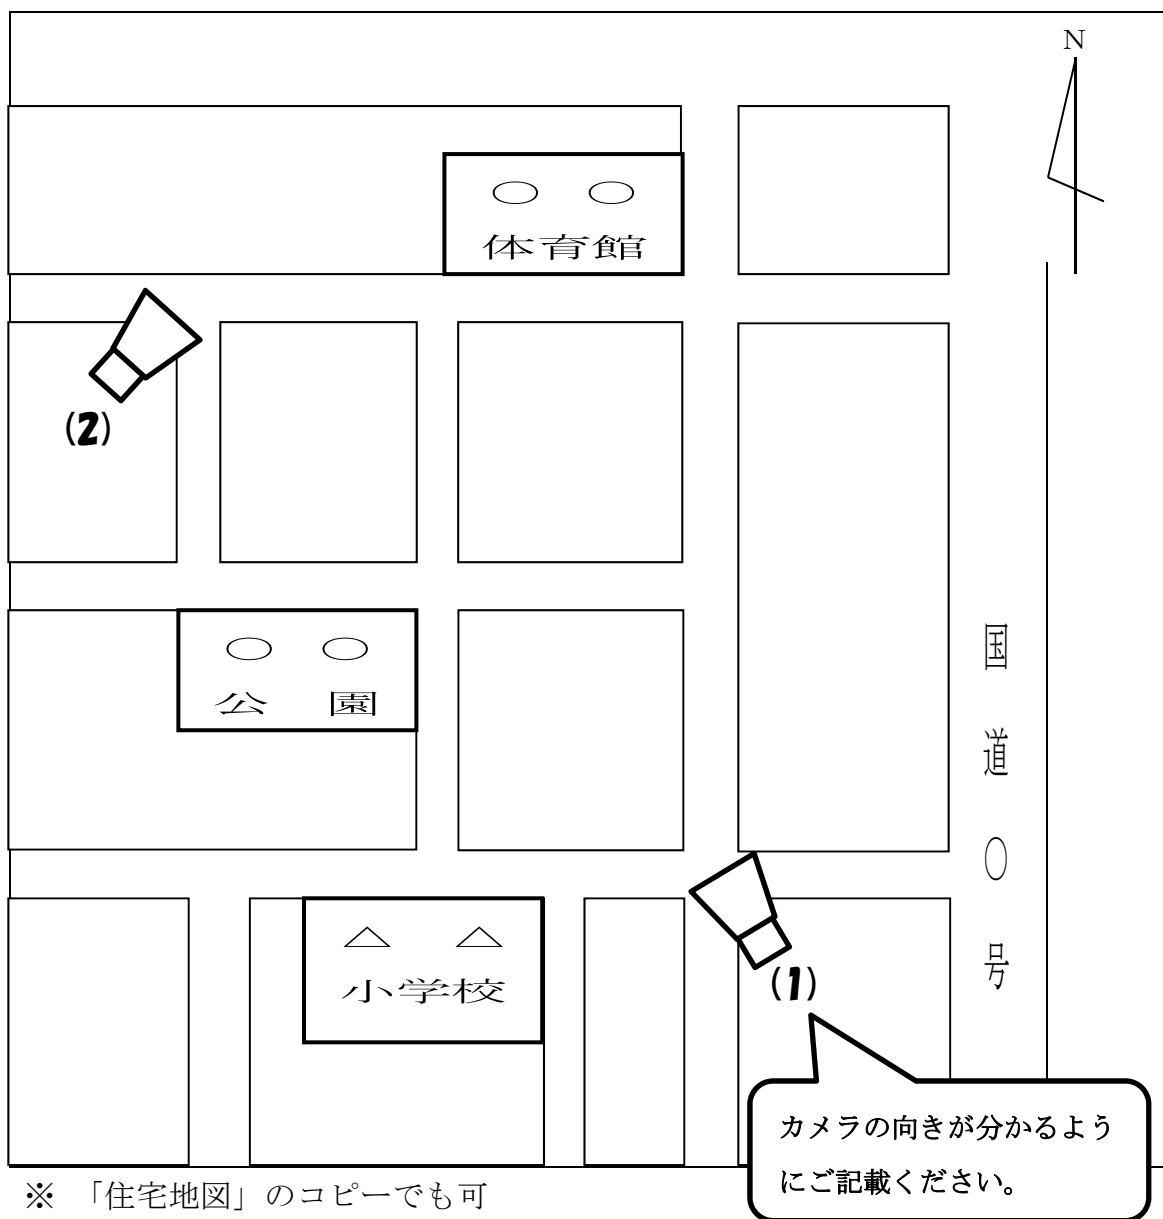 N
○ ○
体育館
(2)
○ ○
公 園
国道○号
△ △
小学校
(1)
カメラの向きが分かるよう
にご記載ください。
※ 「住宅地図」のコピーでも可